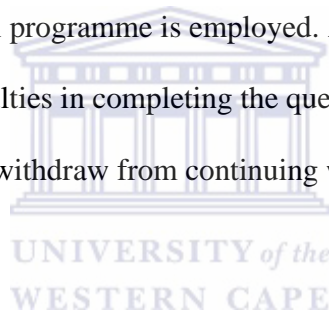 programme is employed.
lties in completing the que
withdraw from continuing
UNIVERSITY of the
WESTERN CAPE